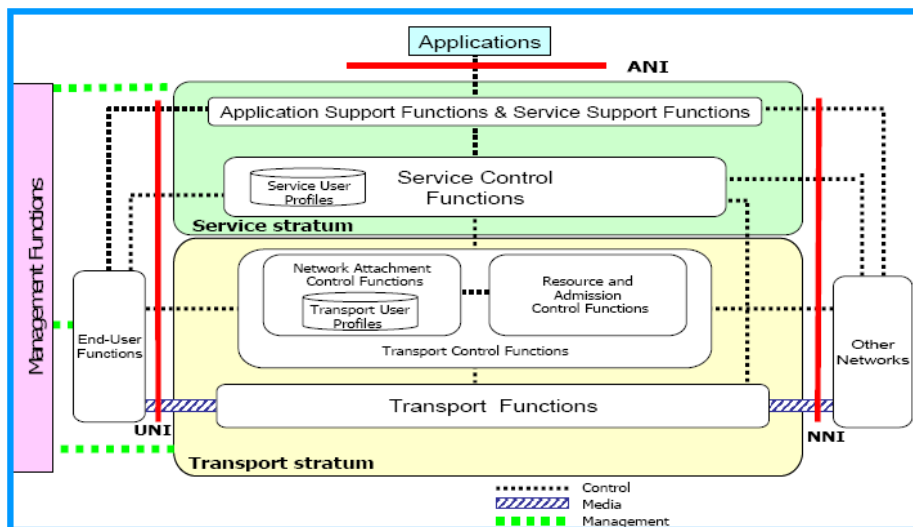 Applications
ANI
Application Support Functions & Service Support Functions
Service User
Profiles
Service Control
Functions
Service stratum
Management Functions
Network Attachment
Control Functions
Transport User
Profiles
Resource and
Admission
Control Functions
Transport Control Functions
End-User
Functions
Other
Networks
Transport Functions
UNI
NNI
Transport stratum
Control
Media
Management